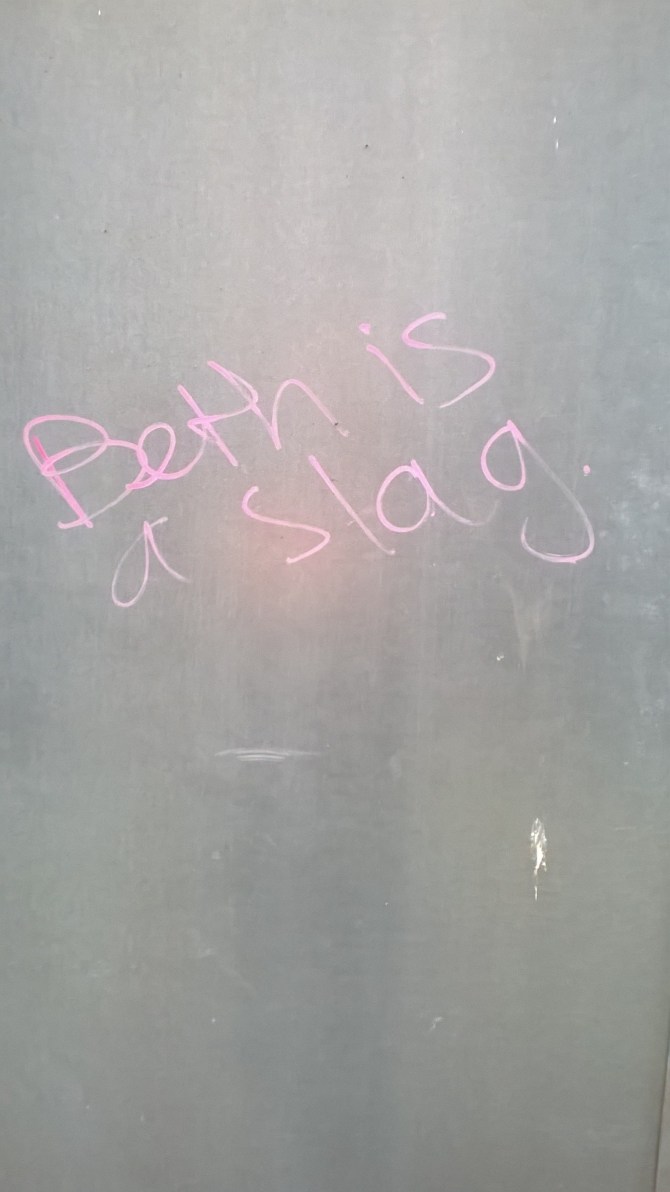 Beth is
a slag.